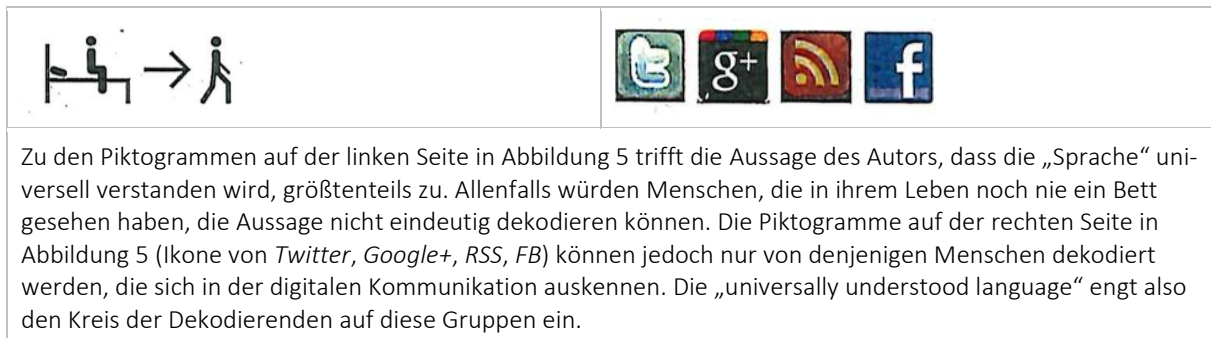 g+
f
Zu den Piktogrammen auf der linken Seite in Abbildung 5 trifft die Aussage des Autors, dass die „Sprache“ uni-
versell verstanden wird, größtenteils zu. Allenfalls würden Menschen, die in ihrem Leben noch nie ein Bett
gesehen haben, die Aussage nicht eindeutig dekodieren können. Die Piktogramme auf der rechten Seite in
Abbildung 5 (Ikone von Twitter, Google+, RSS, FB) können jedoch nur von denjenigen Menschen dekodiert
werden, die sich in der digitalen Kommunikation auskennen. Die „universally understood language“ engt also
den Kreis der Dekodierenden auf diese Gruppen ein.